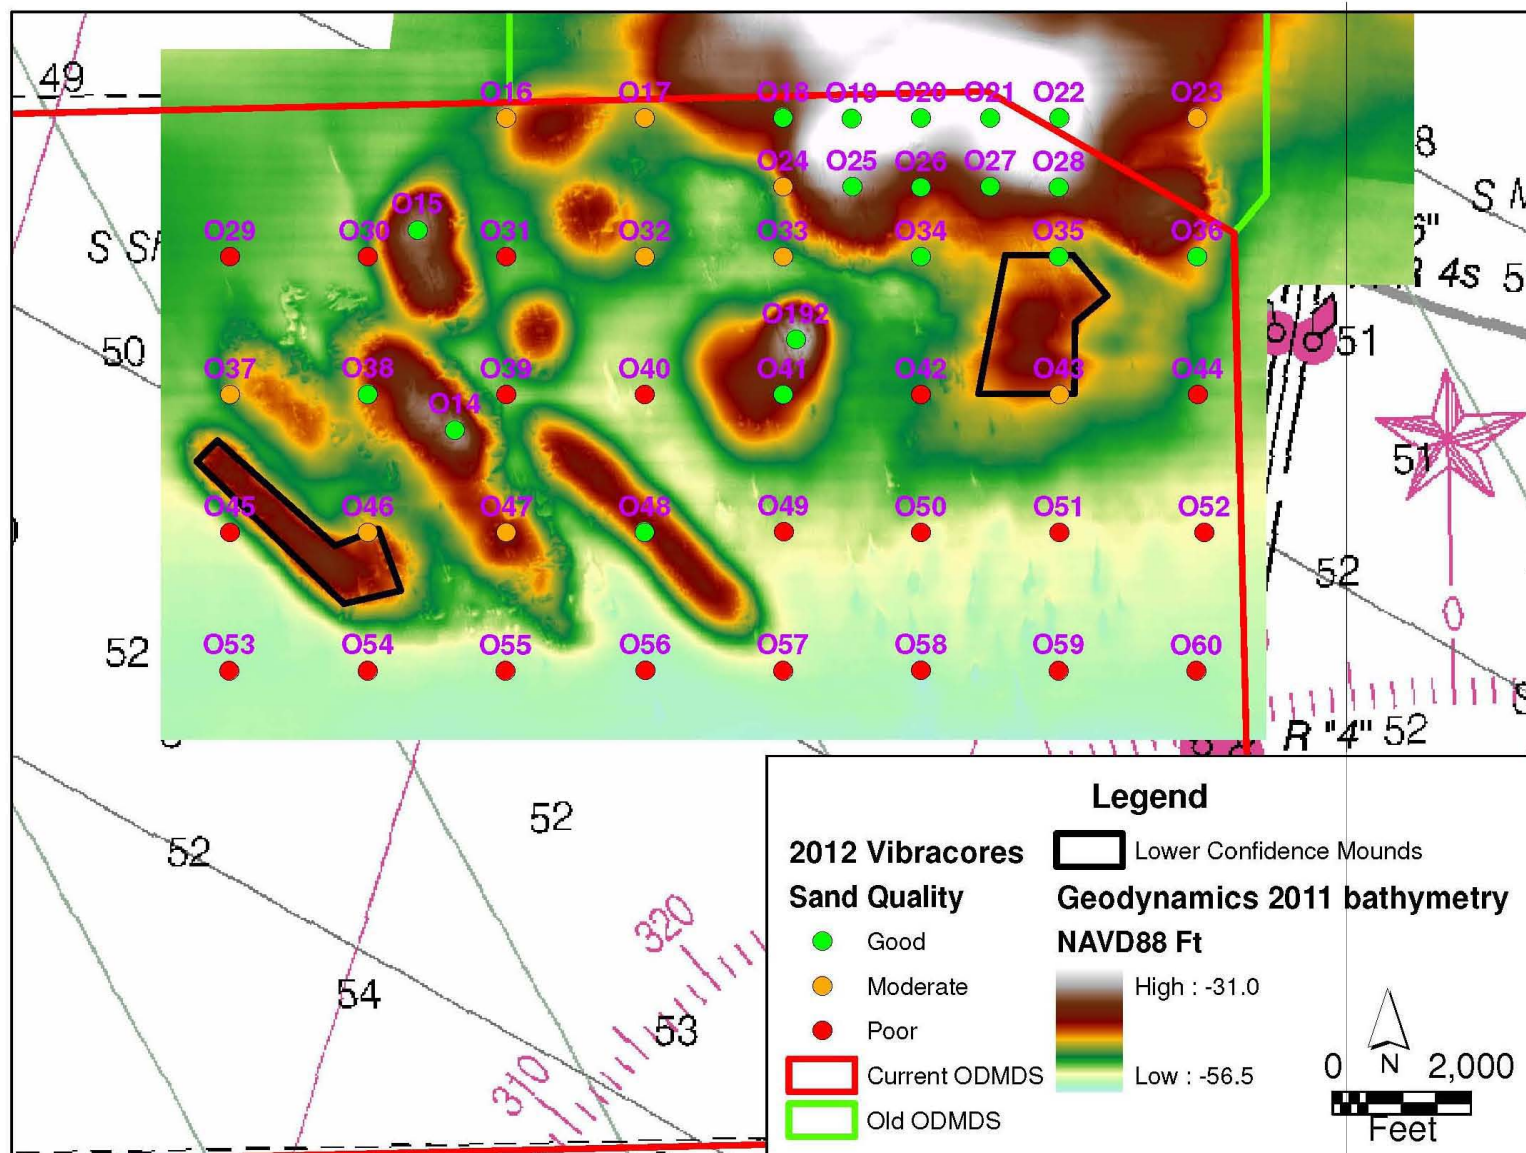 49
O16 O17 O18 O19 O20 O21 O22 O23
8
O24 O25 O26 O27 O28
S M
O15
O29 O30 O31 O32 O33 O34 O35 O36
6"
S Sh
R 4s 5
O192
50
51
O37 O38 O39 O40 O41 O42 O43 O44
O14
51
O45 O46 O47 O48 O49 O50 O51 O52
52
0
O53 O54 O55 O56 O57 O58 O59 O60
52
R "4" 52
52
52
54
320
53
310
Legend
2012 Vibracores
Sand Quality
Good
Moderate
Poor
Current ODMDS
Old ODMDS
Lower Confidence Mounds
Geodynamics 2011 bathymetry
NAVD88 Ft
High : -31.0
Low : -56.5
N
0 2,000
Feet